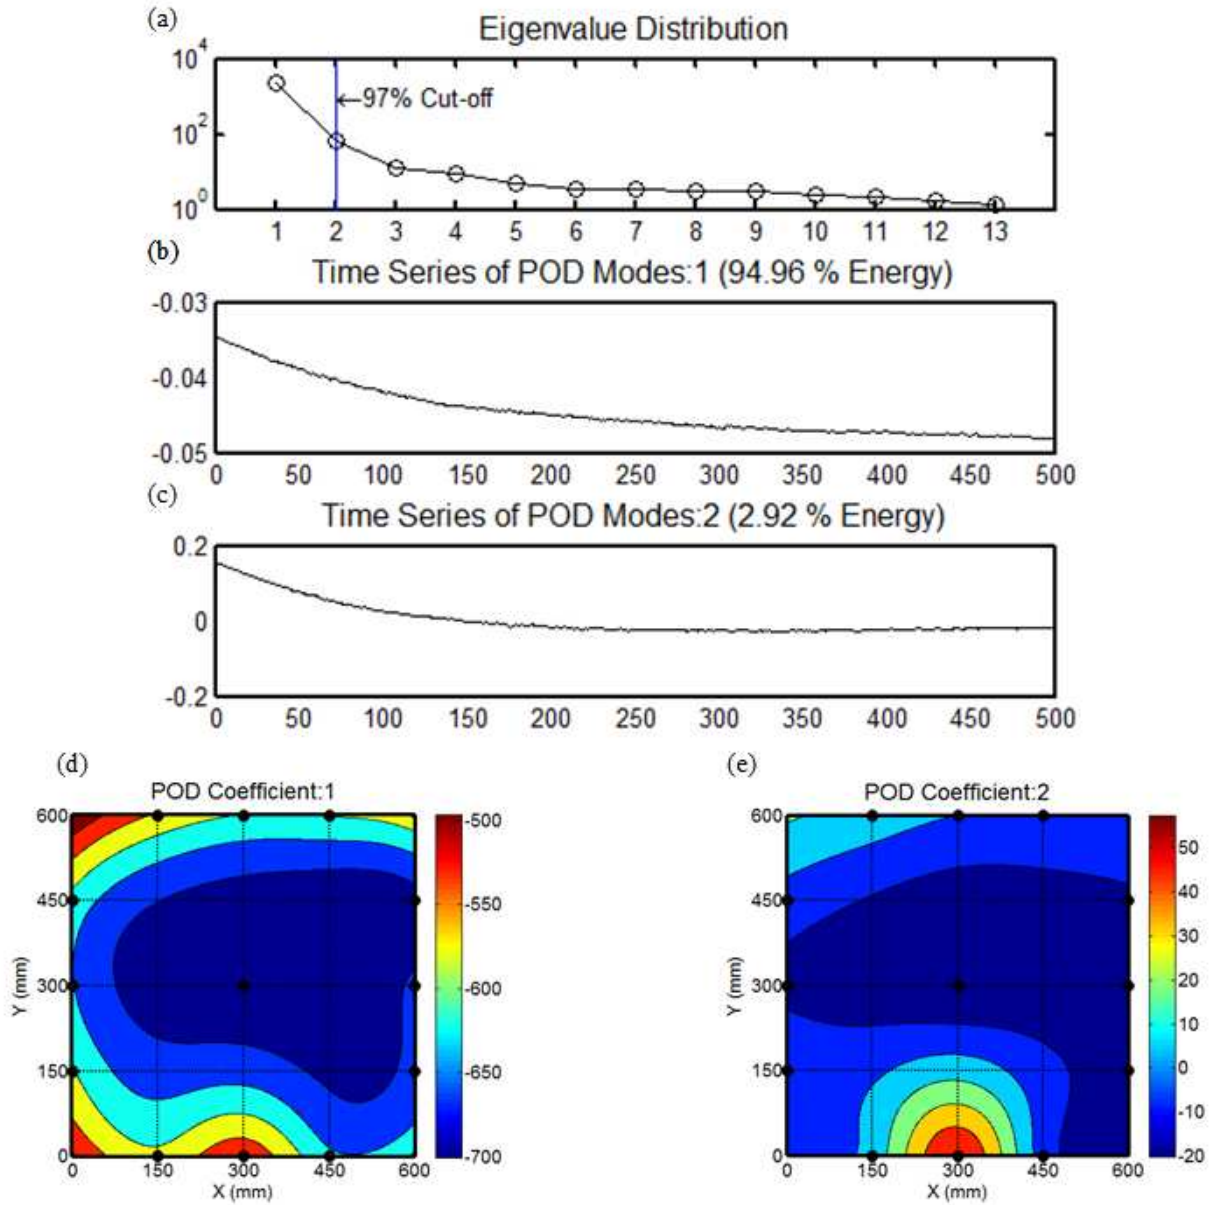 (a)
Eigenvalue Distribution
10^4
10^2
10^0
←97% Cut-off
1 2 3 4 5 6 7 8 9 10 11 12 13
(b)
Time Series of POD Modes:1 (94.96 % Energy)
-0.03
-0.04
-0.05
0 50 100 150 200 250 300 350 400 450 500
(c)
Time Series of POD Modes:2 (2.92 % Energy)
0.2
0
-0.2
0 50 100 150 200 250 300 350 400 450 500
(d)
POD Coefficient:1
600
450
300
150
0
Y (mm)
0 150 300 450 600
X (mm)
-500
-550
-600
-650
-700
(e)
POD Coefficient:2
600
450
300
150
0
Y (mm)
0 150 300 450 600
X (mm)
50
40
30
20
10
0
-10
-20